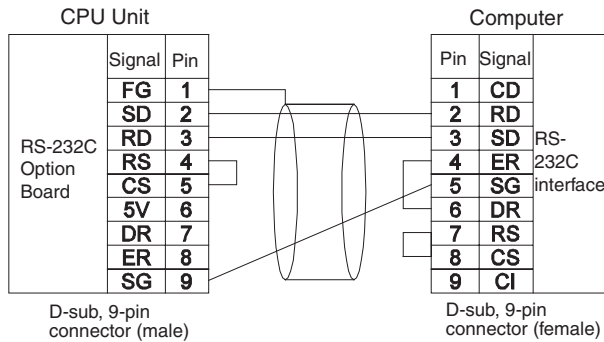 CPU Unit
Computer
Signal Pin
FG 1
SD 2
RD 3
RS 4
CS 5
5V 6
DR 7
ER 8
SG 9
RS-232C
Option
Board
Pin Signal
1 CD
2 RD
3 SD
4 ER
5 SG
6 DR
7 RS
8 CS
9 CI
RS-
232C
interface
D-sub, 9-pin
connector (male)
D-sub, 9-pin
connector (female)